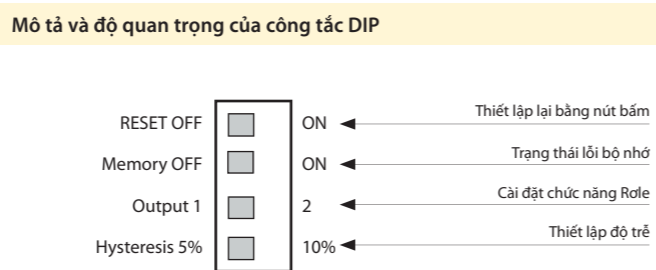 Mô tả và độ quan trọng của công tắc DIP
RESET OFF ON Thiết lập lại bằng nút bấm
Memory OFF ON Trạng thái lỗi bộ nhớ
Output 1 2 Cài đặt chức năng Rơle
Hysteresis 5% 10% Thiết lập độ trễ